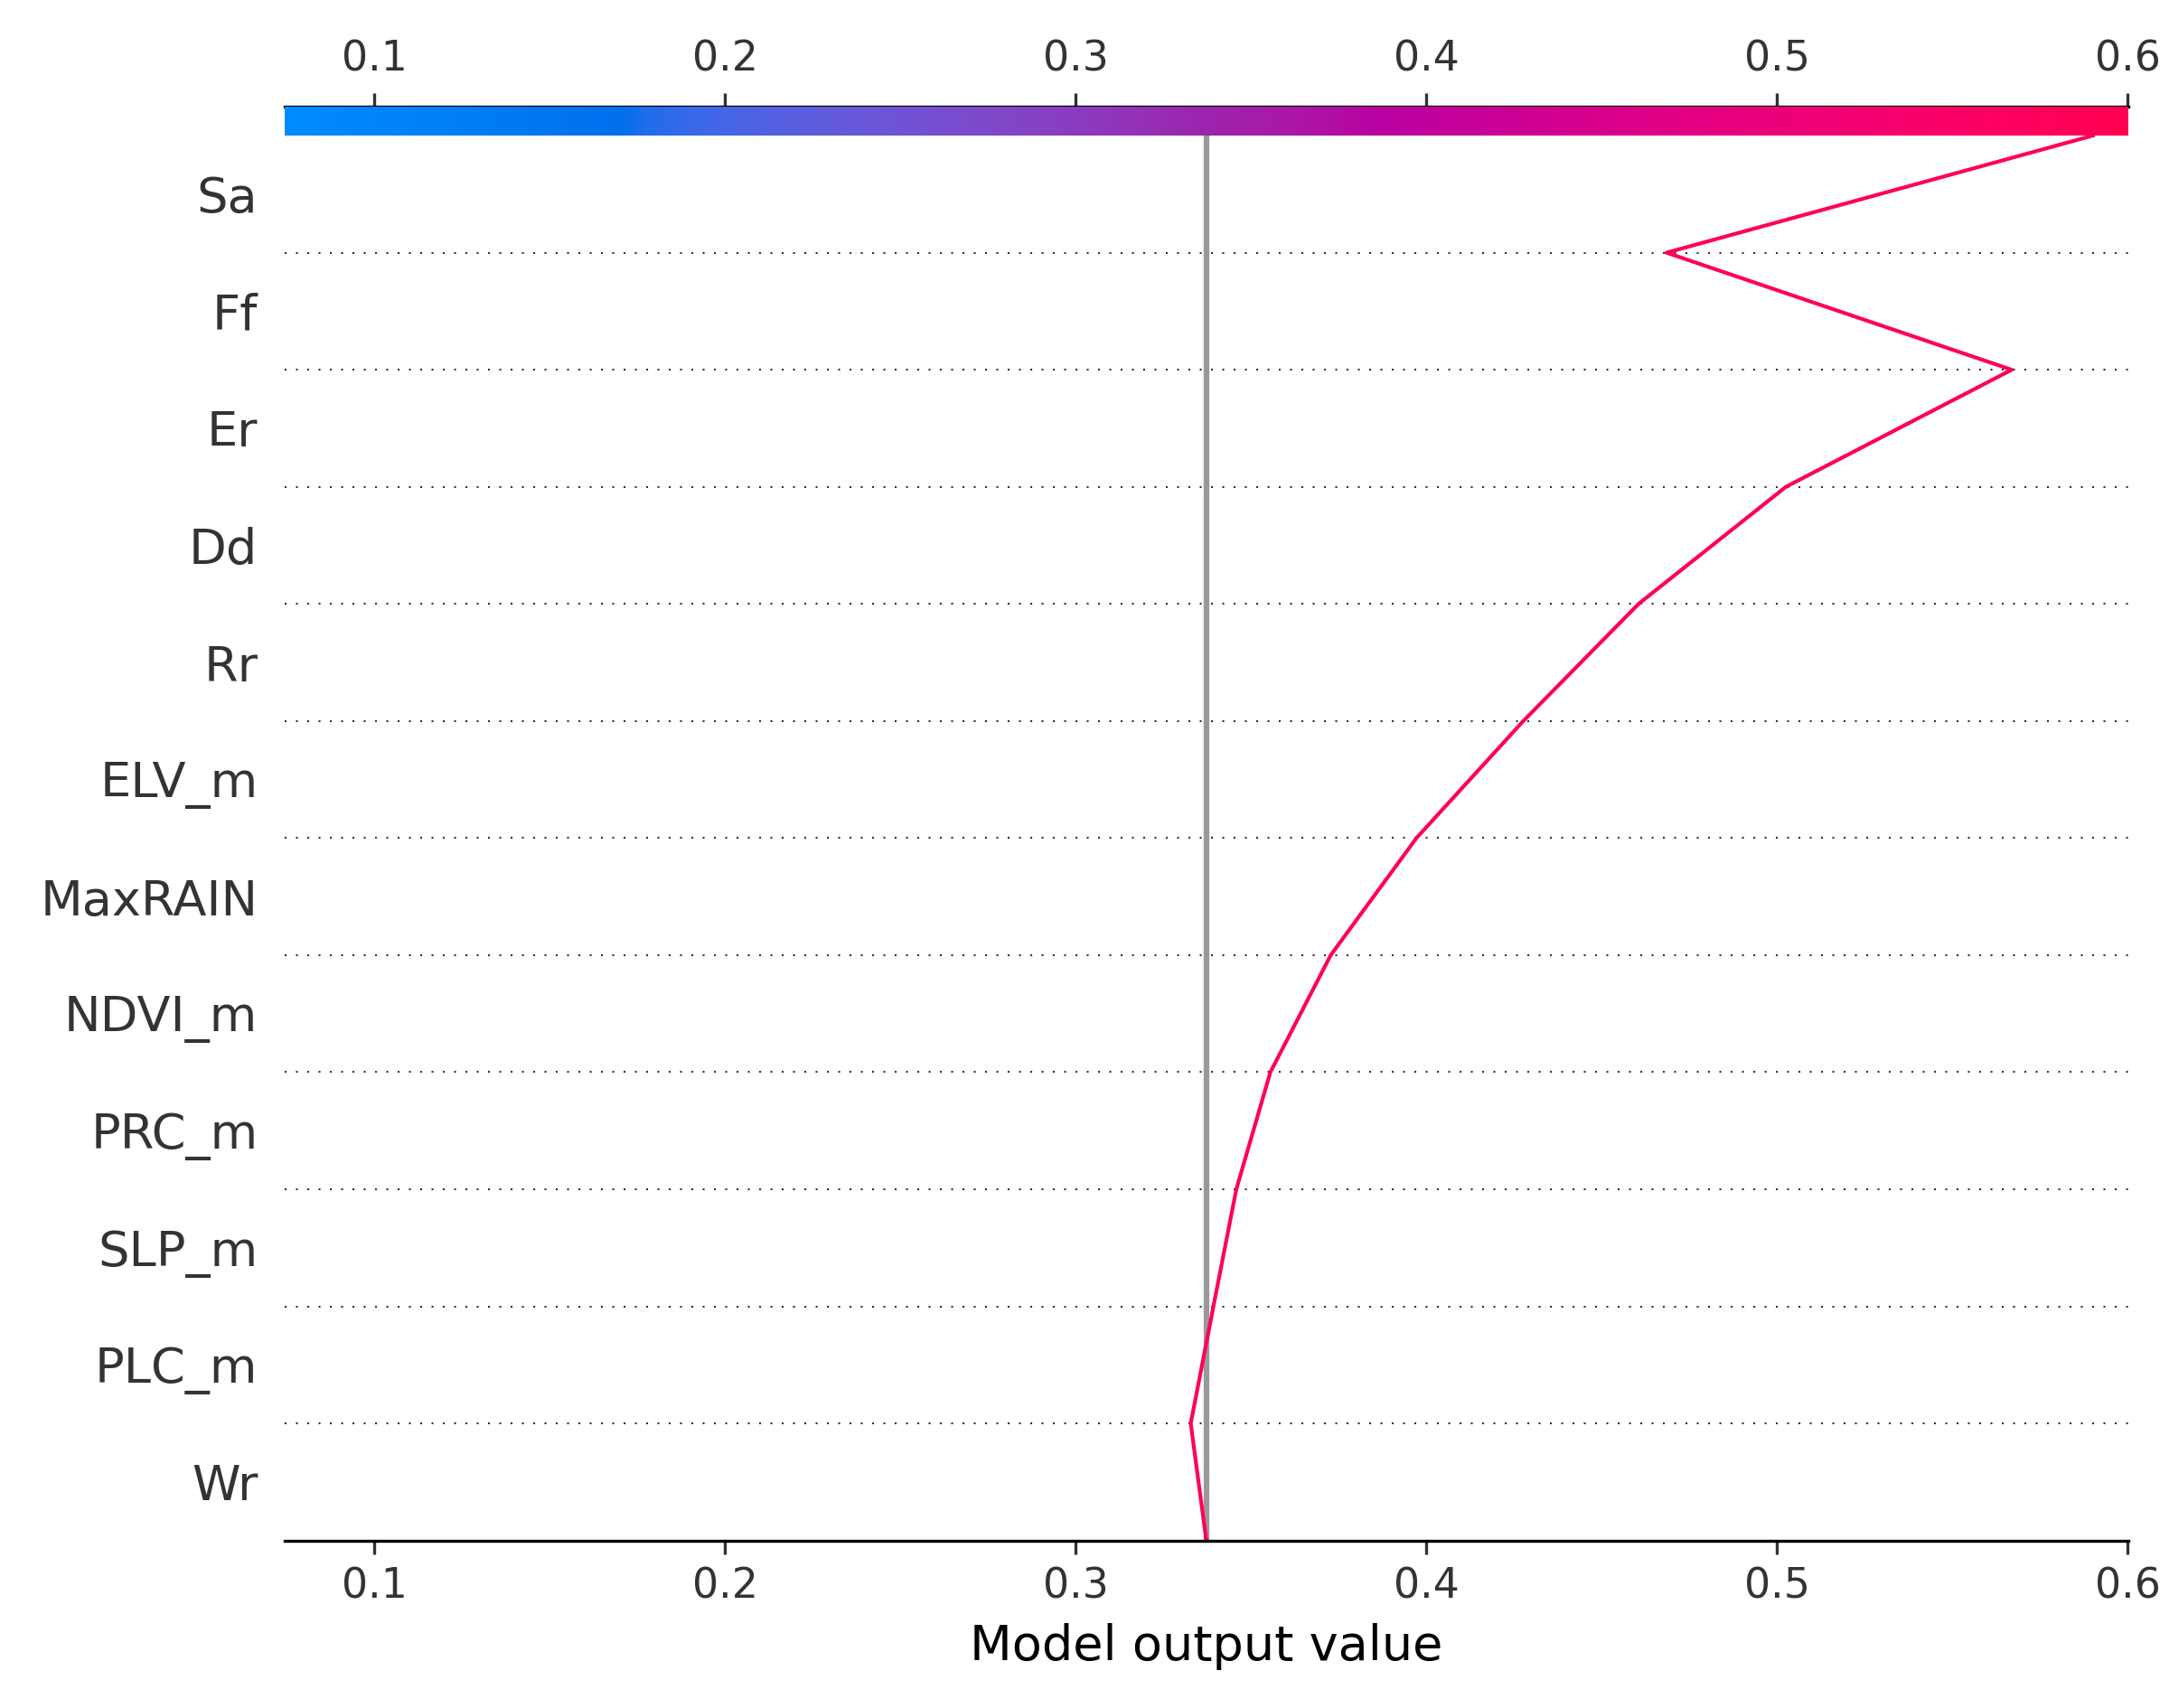 0.1 0.2 0.3 0.4 0.5 0.6
Sa
Ff
Er
Dd
Rr
ELV_m
MaxRAIN
NDVI_m
PRC_m
SLP_m
PLC_m
Wr
0.1 0.2 0.3 0.4 0.5 0.6
Model output value